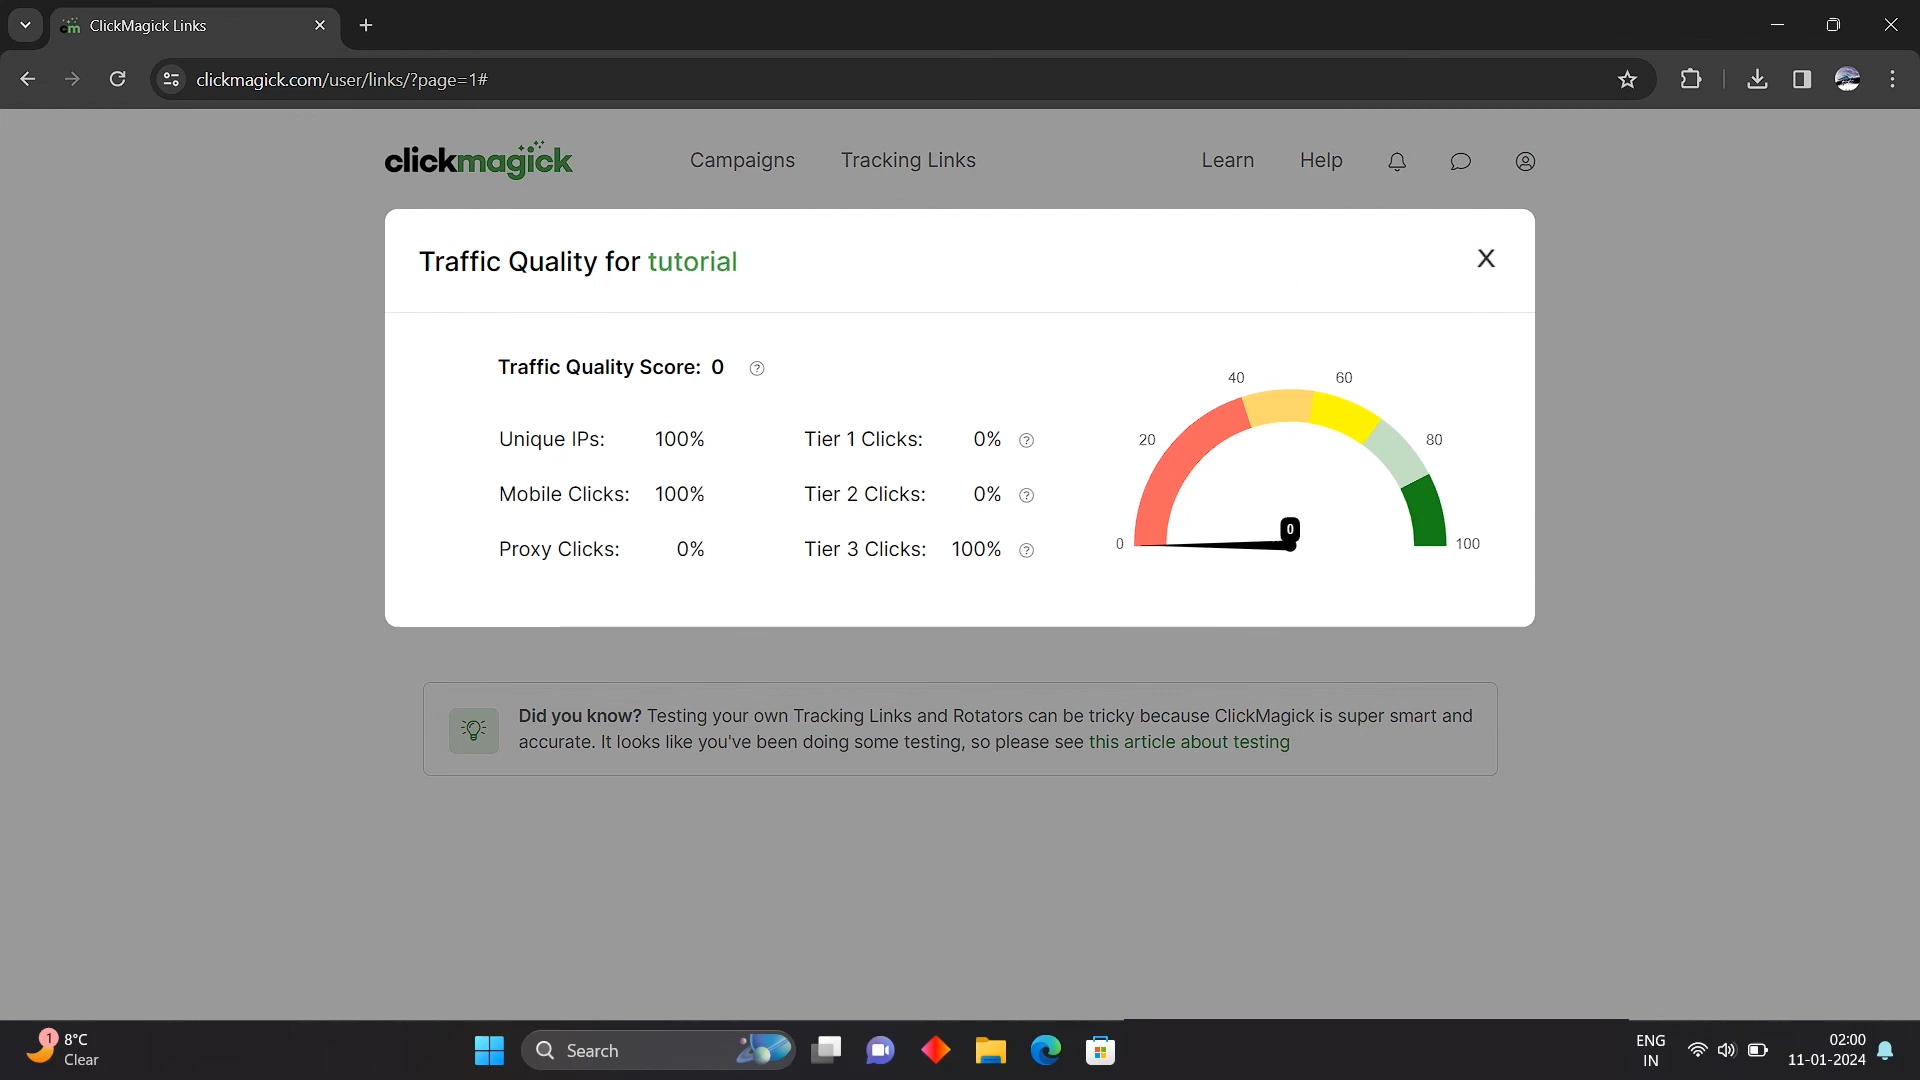 ClickMagick Links
clickmagick.com/user/links/?page=1#
clickmagick
Campaigns
Tracking Links
Learn
Help
Traffic Quality for tutorial
X
Traffic Quality Score: 0
Unique IPs: 100%
Tier 1 Clicks: 0%
Mobile Clicks: 100%
Tier 2 Clicks: 0%
Proxy Clicks: 0%
Tier 3 Clicks: 100%
0
20
40
60
80
100
0
Did you know? Testing your own Tracking Links and Rotators can be tricky because ClickMagick is super smart and
accurate. It looks like you've been doing some testing, so please see this article about testing
1
8°C
Clear
Search
ENG
IN
02:00
11-01-2024